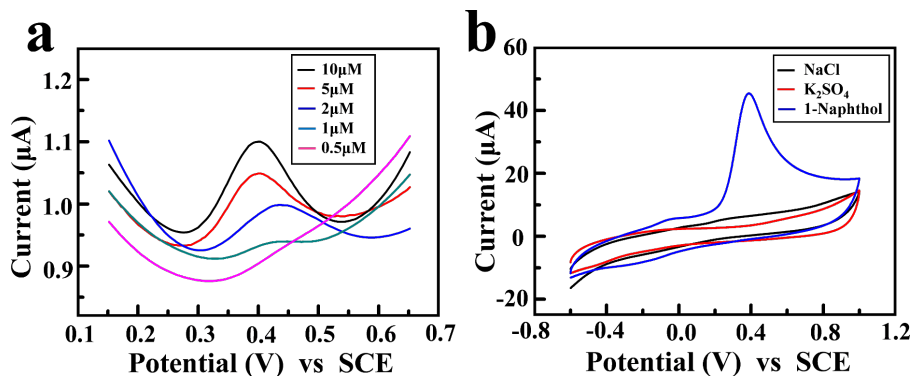 a
1.2
1.1
1.0
0.9
Current (µA)
10µM
5µM
2µM
1µM
0.5µM
0.1 0.2 0.3 0.4 0.5 0.6 0.7
Potential (V) vs SCE
b
60
40
20
0
-20
Current (µA)
NaCl
K₂SO₄
1-Naphthol
-0.8 -0.4 0.0 0.4 0.8 1.2
Potential (V) vs SCE